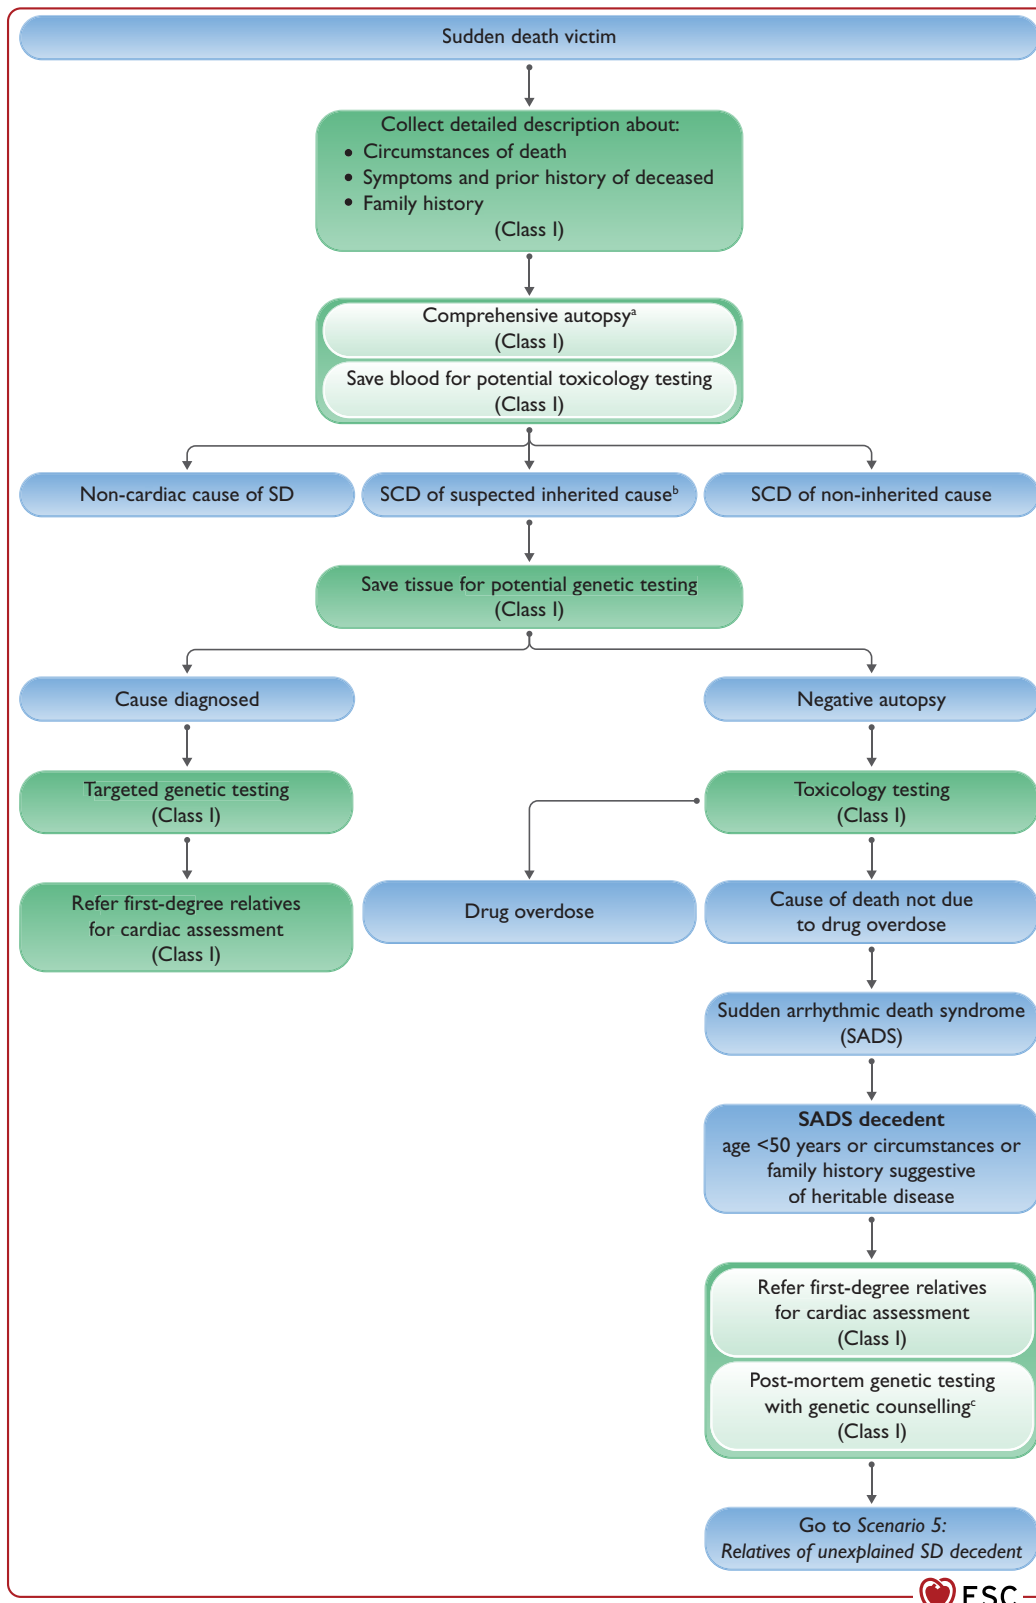 Sudden death victim
Collect detailed description about:
• Circumstances of death
• Symptoms and prior history of deceased
• Family history
(Class I)
Comprehensive autopsyᵃ
(Class I)
Save blood for potential toxicology testing
(Class I)
Non-cardiac cause of SD
SCD of suspected inherited causeᵇ
SCD of non-inherited cause
Save tissue for potential genetic testing
(Class I)
Cause diagnosed
Negative autopsy
Targeted genetic testing
(Class I)
Toxicology testing
(Class I)
Refer first-degree relatives
for cardiac assessment
(Class I)
Drug overdose
Cause of death not due
to drug overdose
Sudden arrhythmic death syndrome
(SADS)
SADS decedent
age <50 years or circumstances or
family history suggestive
of heritable disease
Refer first-degree relatives
for cardiac assessment
(Class I)
Post-mortem genetic testing
with genetic counsellingᶜ
(Class I)
Go to Scenario 5:
Relatives of unexplained SD decedent
ESC